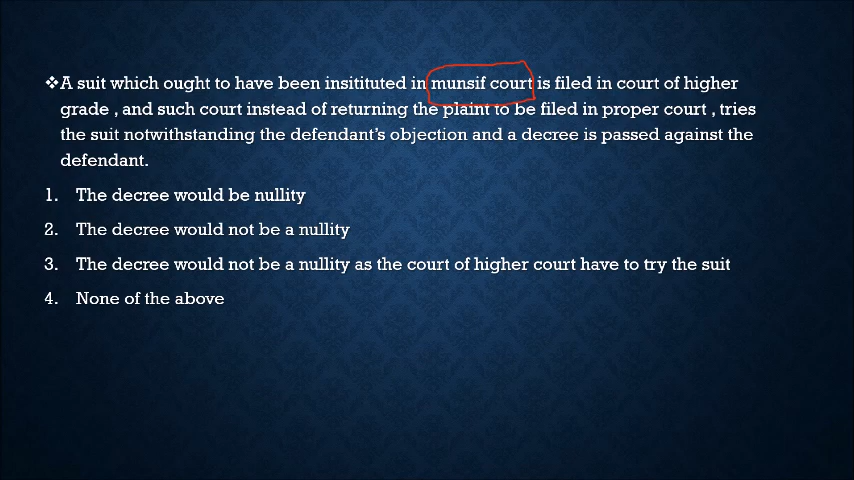 ❖A suit which ought to have been insitituted in munsif court is filed in court of higher
grade , and such court instead of returning the plaint to be filed in proper court , tries
the suit notwithstanding the defendant's objection and a decree is passed against the
defendant.
1. The decree would be nullity
2. The decree would not be a nullity
3. The decree would not be a nullity as the court of higher court have to try the suit
4. None of the above